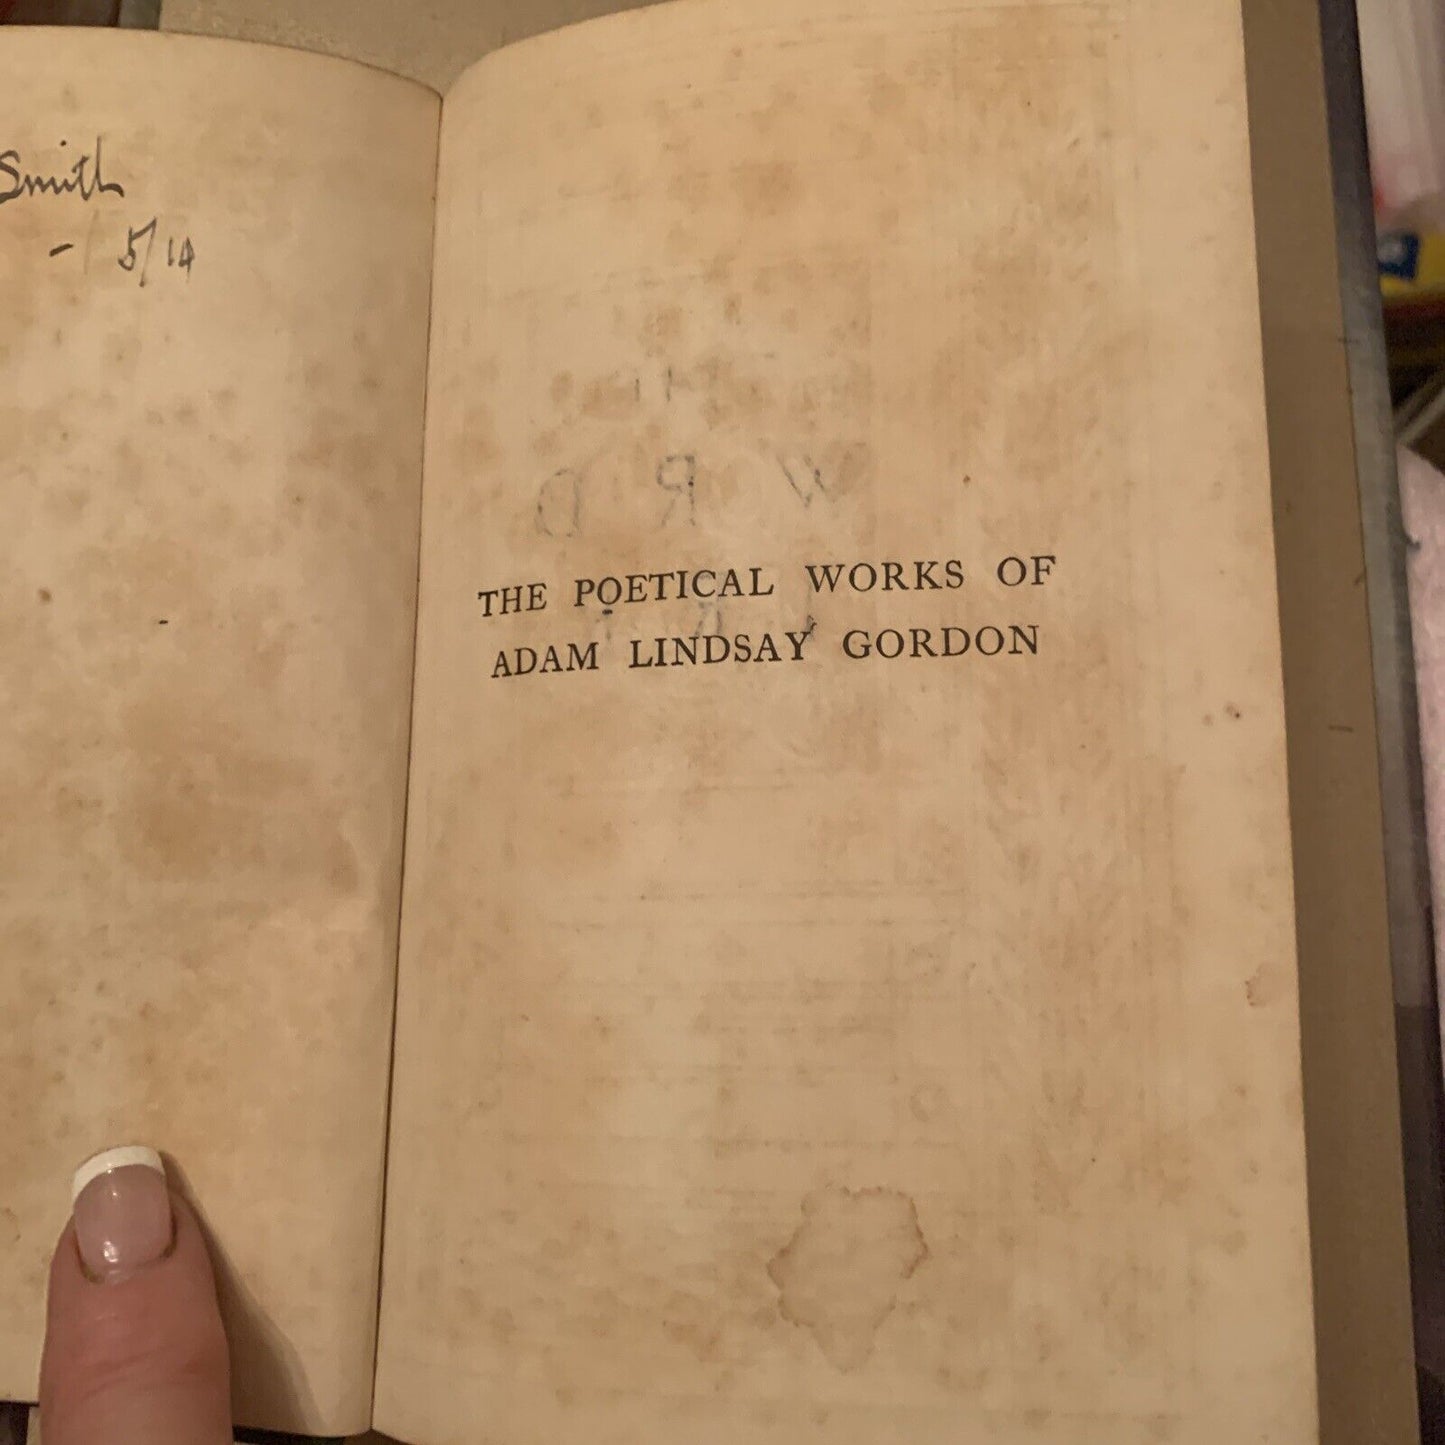 Smith
- 5/14
THE POETICAL WORKS OF
ADAM LINDSAY GORDON
W R D